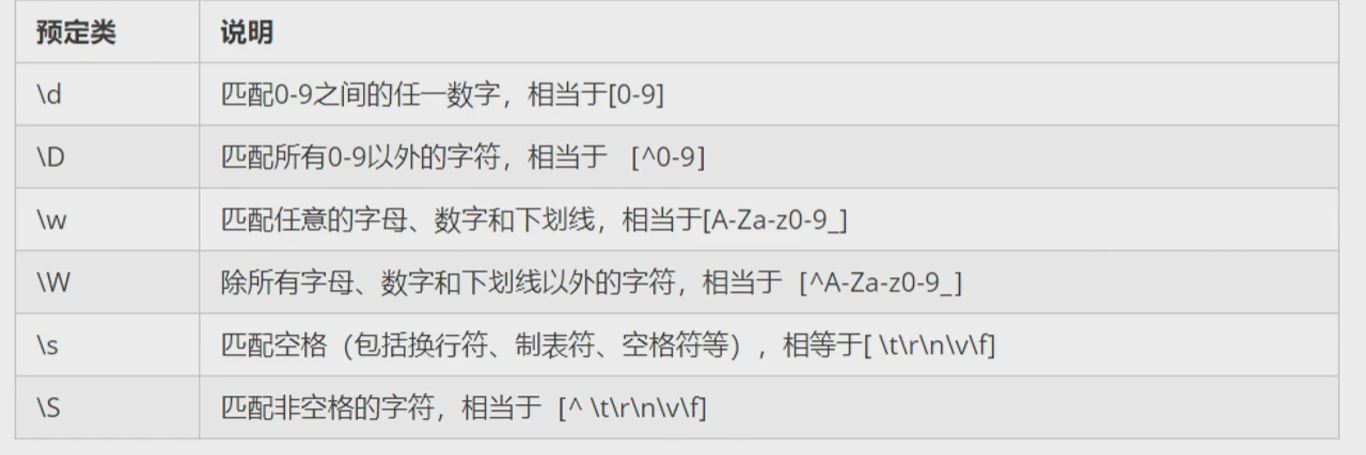 预定类 说明
\d 匹配0-9之间的任一数字，相当于[0-9]
\D 匹配所有0-9以外的字符，相当于 [^0-9]
\w 匹配任意的字母、数字和下划线，相当于[A-Za-z0-9_]
\W 除所有字母、数字和下划线以外的字符，相当于 [^A-Za-z0-9_]
\s 匹配空格（包括换行符、制表符、空格符等），相等于[ \t\r\n\v\f]
\S 匹配非空格的字符，相当于 [^ \t\r\n\v\f]